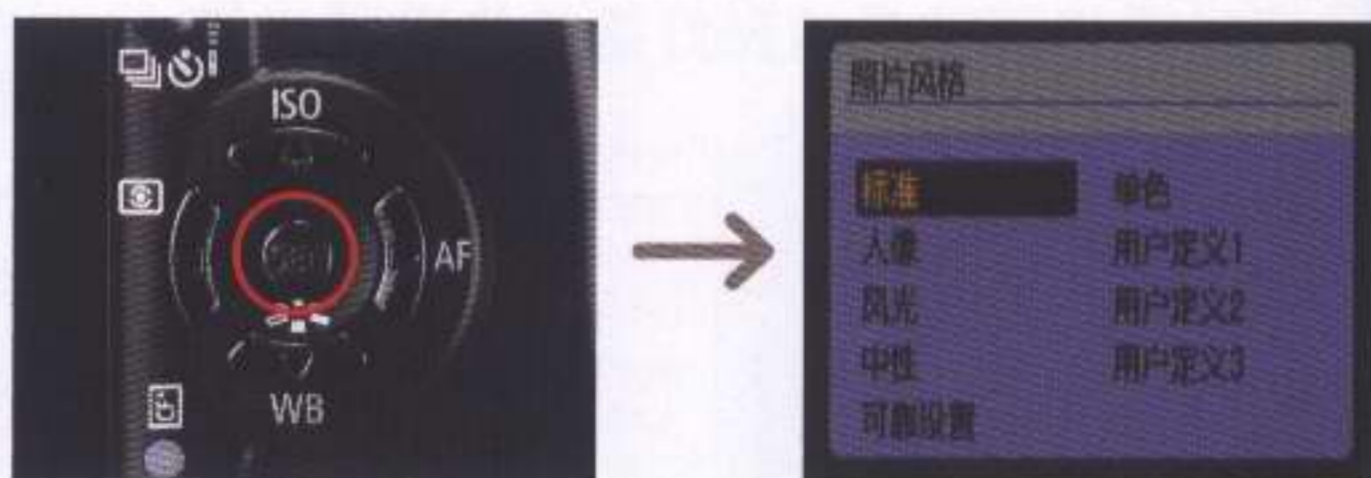 ISO
AF
WB
照片风格
标准 单色
人像 用户定义1
风光 用户定义2
中性 用户定义3
可靠设置